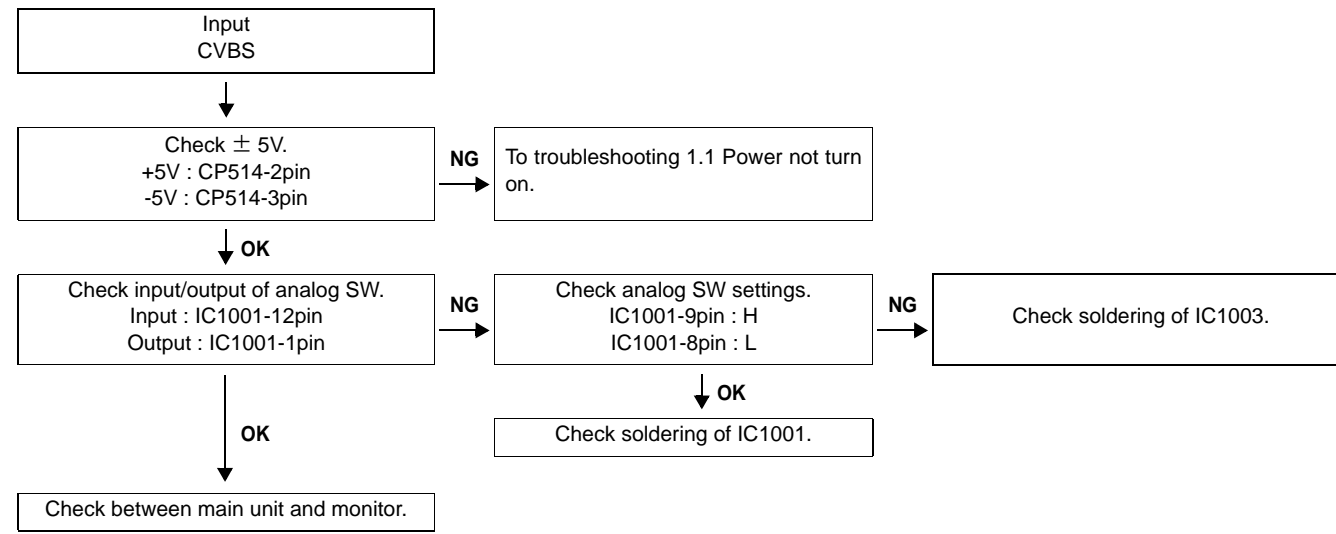 Input
CVBS
Check ± 5V.
+5V : CP514-2pin
-5V : CP514-3pin
NG
To troubleshooting 1.1 Power not turn
on.
OK
Check input/output of analog SW.
Input : IC1001-12pin
Output : IC1001-1pin
NG
Check analog SW settings.
IC1001-9pin : H
IC1001-8pin : L
NG
Check soldering of IC1003.
OK
Check soldering of IC1001.
OK
Check between main unit and monitor.